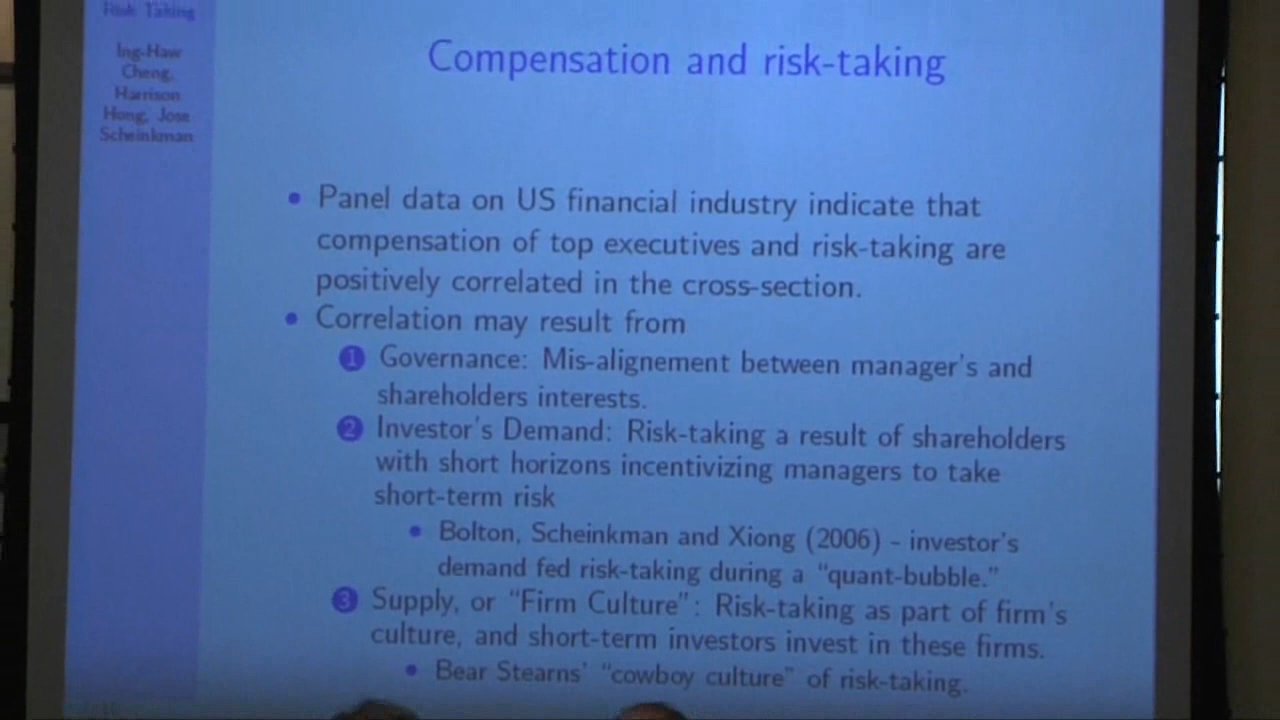 Risk Taking
Ing-Haw
Cheng,
Harrison
Hong, Jose
Scheinkman
Compensation and risk-taking
• Panel data on US financial industry indicate that
compensation of top executives and risk-taking are
positively correlated in the cross-section.
• Correlation may result from
1 Governance: Mis-alignement between manager's and
shareholders interests.
2 Investor's Demand: Risk-taking a result of shareholders
with short horizons incentivizing managers to take
short-term risk
• Bolton, Scheinkman and Xiong (2006) - investor's
demand fed risk-taking during a "quant-bubble."
3 Supply, or "Firm Culture": Risk-taking as part of firm's
culture, and short-term investors invest in these firms.
• Bear Stearns' "cowboy culture" of risk-taking.